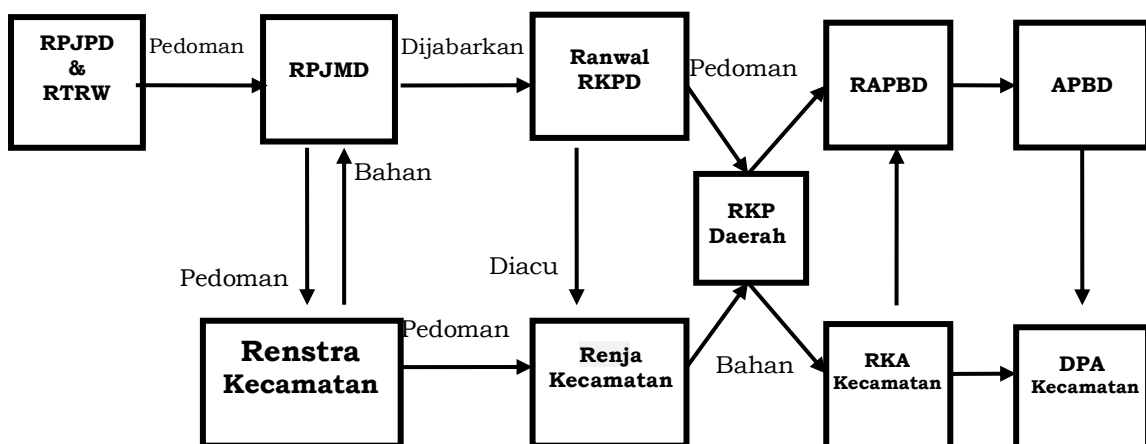 RPJPD
&
RTRW
Pedoman
RPJMD
Dijabarkan
Ranwal
RKPD
Pedoman
RAPBD
APBD
Bahan
RKP
Daerah
Pedoman
Diacu
Renstra
Kecamatan
Pedoman
Renja
Kecamatan
Bahan
RKA
Kecamatan
DPA
Kecamatan